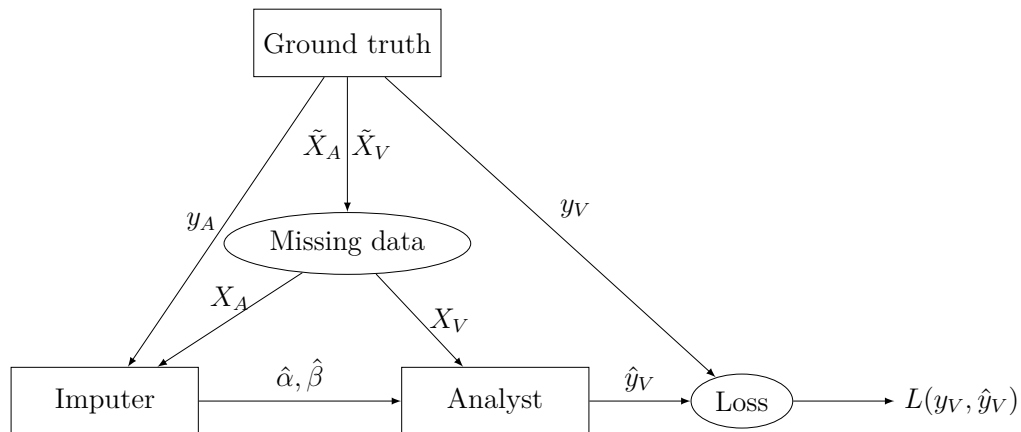 Ground truth
X̃_A X̃_V
y_A
y_V
Missing data
X_A
X_V
Imputer
α̂, β̂
Analyst
ŷ_V
Loss
L(y_V, ŷ_V)